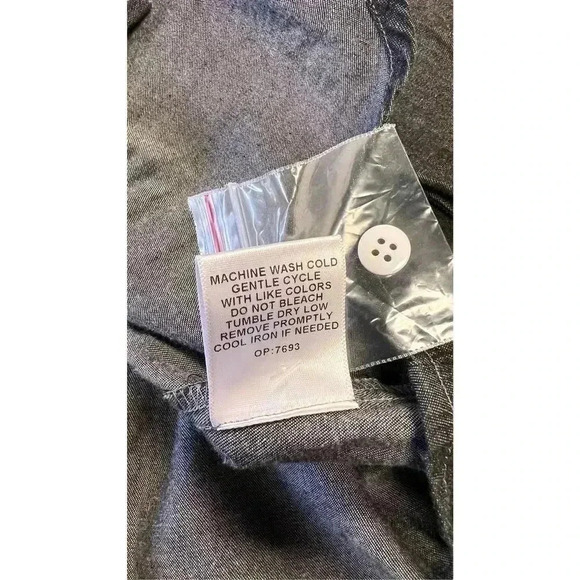 MACHINE WASH COLD
GENTLE CYCLE
WITH LIKE COLORS
DO NOT BLEACH
TUMBLE DRY LOW
REMOVE PROMPTLY
COOL IRON IF NEEDED
OP:7693